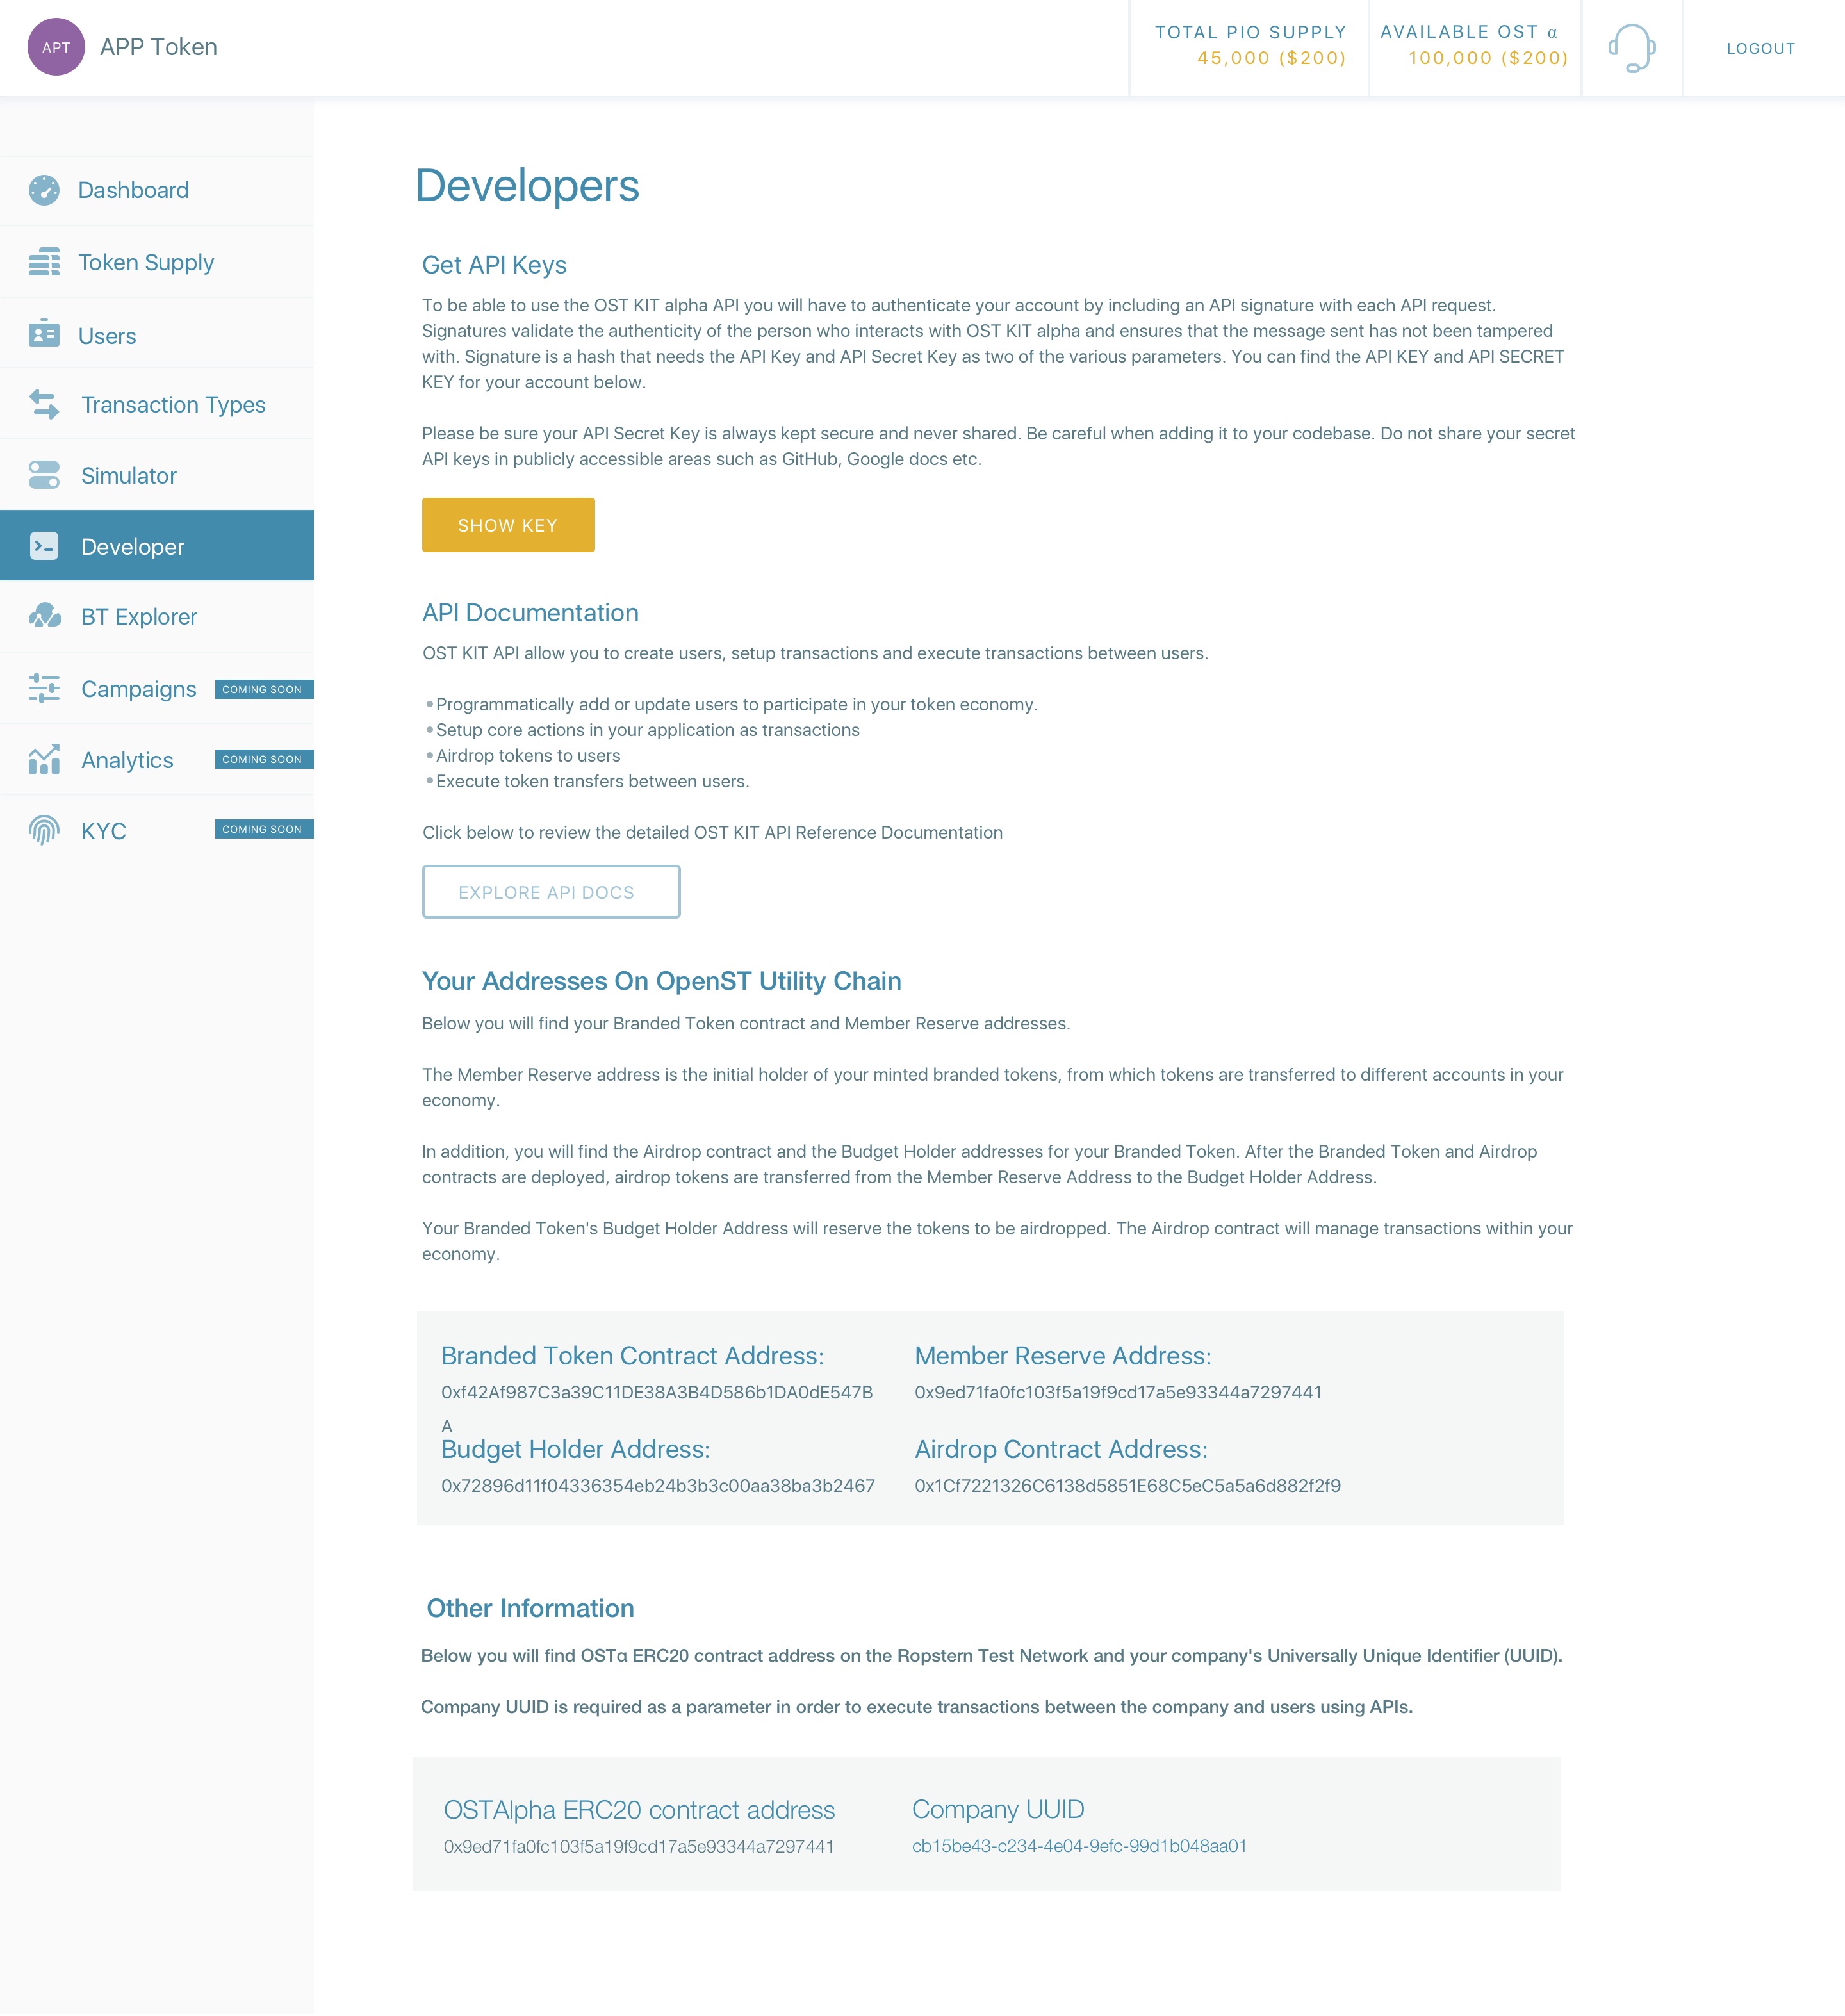 APT
APP Token
TOTAL PIO SUPPLY
45,000 ($200)
AVAILABLE OST α
100,000 ($200)
LOGOUT
Dashboard
Token Supply
Users
Transaction Types
Simulator
Developer
BT Explorer
Campaigns COMING SOON
Analytics COMING SOON
KYC COMING SOON
Developers
Get API Keys
To be able to use the OST KIT alpha API you will have to authenticate your account by including an API signature with each API request.
Signatures validate the authenticity of the person who interacts with OST KIT alpha and ensures that the message sent has not been tampered
with. Signature is a hash that needs the API Key and API Secret Key as two of the various parameters. You can find the API KEY and API SECRET
KEY for your account below.
Please be sure your API Secret Key is always kept secure and never shared. Be careful when adding it to your codebase. Do not share your secret
API keys in publicly accessible areas such as GitHub, Google docs etc.
SHOW KEY
API Documentation
OST KIT API allow you to create users, setup transactions and execute transactions between users.
•Programmatically add or update users to participate in your token economy.
•Setup core actions in your application as transactions
•Airdrop tokens to users
•Execute token transfers between users.
Click below to review the detailed OST KIT API Reference Documentation
EXPLORE API DOCS
Your Addresses On OpenST Utility Chain
Below you will find your Branded Token contract and Member Reserve addresses.
The Member Reserve address is the initial holder of your minted branded tokens, from which tokens are transferred to different accounts in your
economy.
In addition, you will find the Airdrop contract and the Budget Holder addresses for your Branded Token. After the Branded Token and Airdrop
contracts are deployed, airdrop tokens are transferred from the Member Reserve Address to the Budget Holder Address.
Your Branded Token's Budget Holder Address will reserve the tokens to be airdropped. The Airdrop contract will manage transactions within your
economy.
Branded Token Contract Address:
0xf42Af987C3a39C11DE38A3B4D586b1DA0dE547B
A
Member Reserve Address:
0x9ed71fa0fc103f5a19f9cd17a5e93344a7297441
Budget Holder Address:
0x72896d11f04336354eb24b3b3c00aa38ba3b2467
Airdrop Contract Address:
0x1Cf7221326C6138d5851E68C5eC5a5a6d882f2f9
Other Information
Below you will find OSTα ERC20 contract address on the Ropstern Test Network and your company's Universally Unique Identifier (UUID).
Company UUID is required as a parameter in order to execute transactions between the company and users using APIs.
OSTAlpha ERC20 contract address
0x9ed71fa0fc103f5a19f9cd17a5e93344a7297441
Company UUID
cb15be43-c234-4e04-9efc-99d1b048aa01